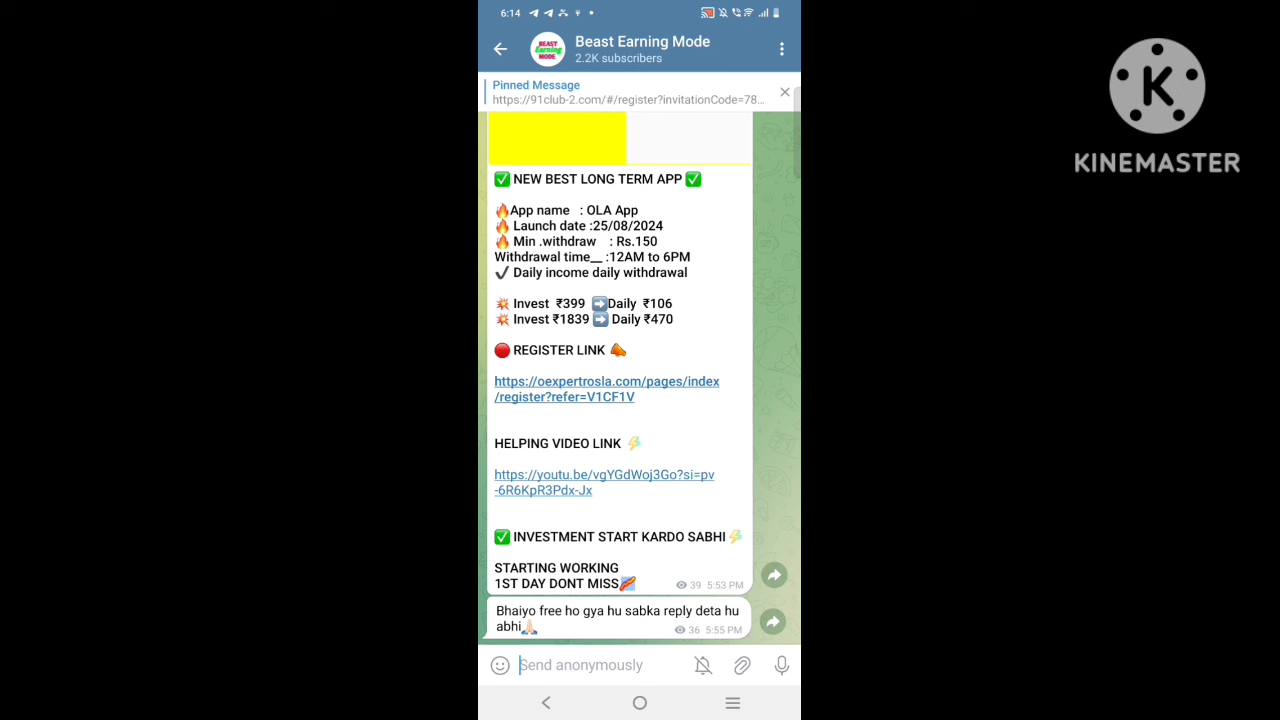 6:14
Beast Earning Mode
2.2K subscribers
BEAST
Earning
MODE
Pinned Message
https://91club-2.com/#/register?invitationCode=78...
✅ NEW BEST LONG TERM APP ✅
🔥App name : OLA App
🔥 Launch date :25/08/2024
🔥 Min .withdraw : Rs.150
Withdrawal time__ :12AM to 6PM
✔ Daily income daily withdrawal
💥 Invest ₹399 ➡️Daily ₹106
💥 Invest ₹1839 ➡️ Daily ₹470
🔴 REGISTER LINK 📣
https://oexpertrosla.com/pages/index
/register?refer=V1CF1V
HELPING VIDEO LINK ⚡
https://youtu.be/vgYGdWoj3Go?si=pv
-6R6KpR3Pdx-Jx
✅ INVESTMENT START KARDO SABHI ⚡
STARTING WORKING
1ST DAY DONT MISS
39 5:53 PM
Bhaiyo free ho gya hu sabka reply deta hu
abhi🙏🏻
36 5:55 PM
Send anonymously
K
KINEMASTER